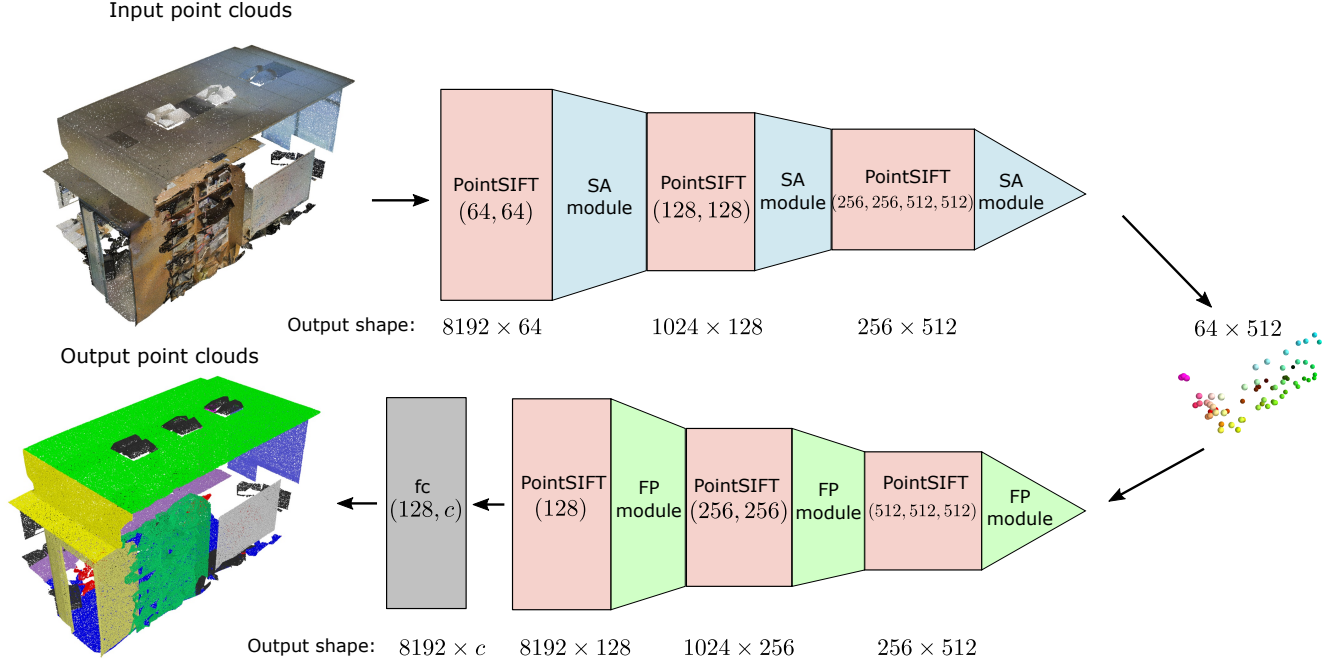 Input point clouds
PointSIFT
(64, 64)
SA
module
PointSIFT
(128, 128)
SA
module
PointSIFT
(256, 256, 512, 512)
SA
module
Output shape: 8192 × 64 1024 × 128 256 × 512 64 × 512
Output point clouds
fc
(128, c)
PointSIFT
(128)
FP
module
PointSIFT
(256, 256)
FP
module
PointSIFT
(512, 512, 512)
FP
module
Output shape: 8192 × c 8192 × 128 1024 × 256 256 × 512